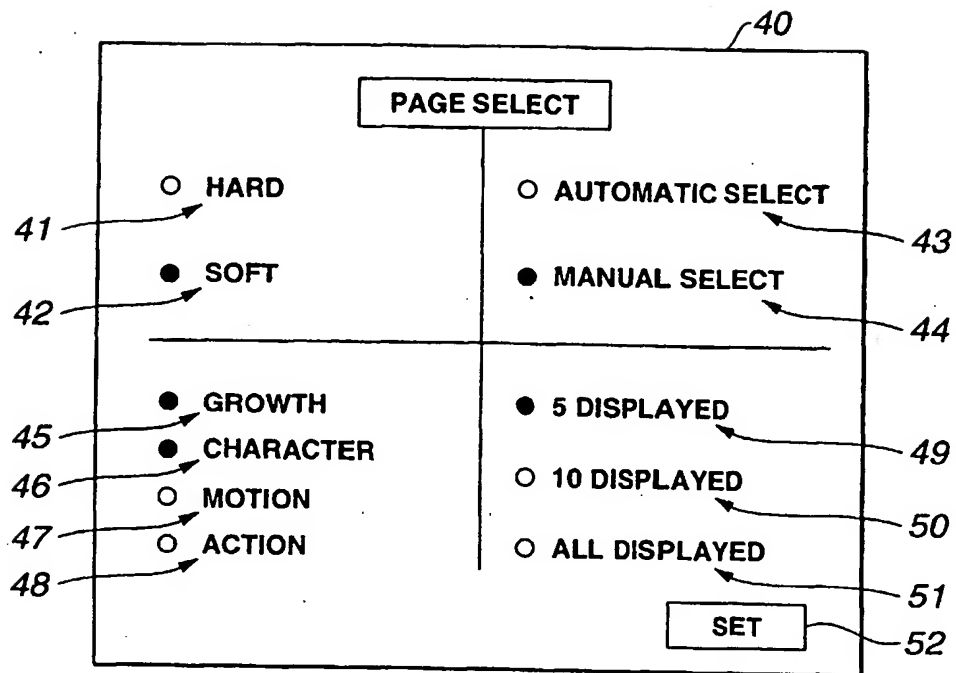 40
PAGE SELECT
HARD
41
SOFT
42
AUTOMATIC SELECT
43
MANUAL SELECT
44
GROWTH
45
CHARACTER
46
MOTION
47
ACTION
48
5 DISPLAYED
49
10 DISPLAYED
50
ALL DISPLAYED
51
SET
52